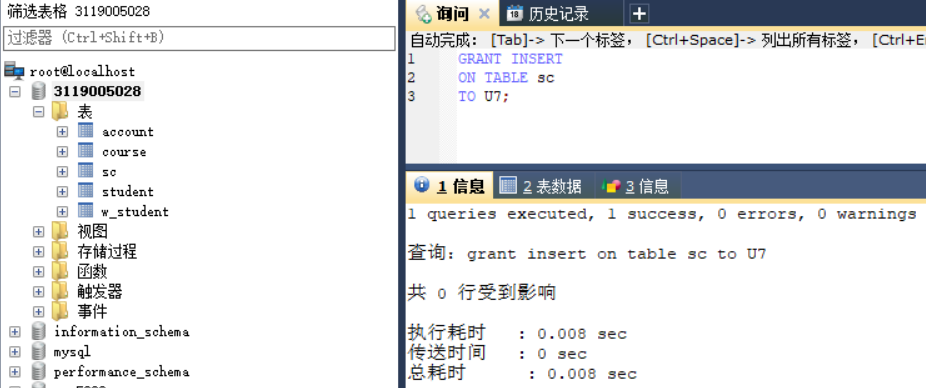 筛选表格 3119005028
过滤器 (Ctrl+Shift+B)
root@localhost
3119005028
表
account
course
sc
student
w_student
视图
存储过程
函数
触发器
事件
information_schema
mysql
performance_schema
询问
18 历史记录
自动完成: [Tab]-> 下一个标签, [Ctrl+Space]-> 列出所有标签, [Ctrl+E
1 GRANT INSERT
2 ON TABLE sc
3 TO U7;
1 信息
2 表数据
3 信息
1 queries executed, 1 success, 0 errors, 0 warnings
查询: grant insert on table sc to U7
共 0 行受到影响
执行耗时 : 0.008 sec
传送时间 : 0 sec
总耗时 : 0.008 sec